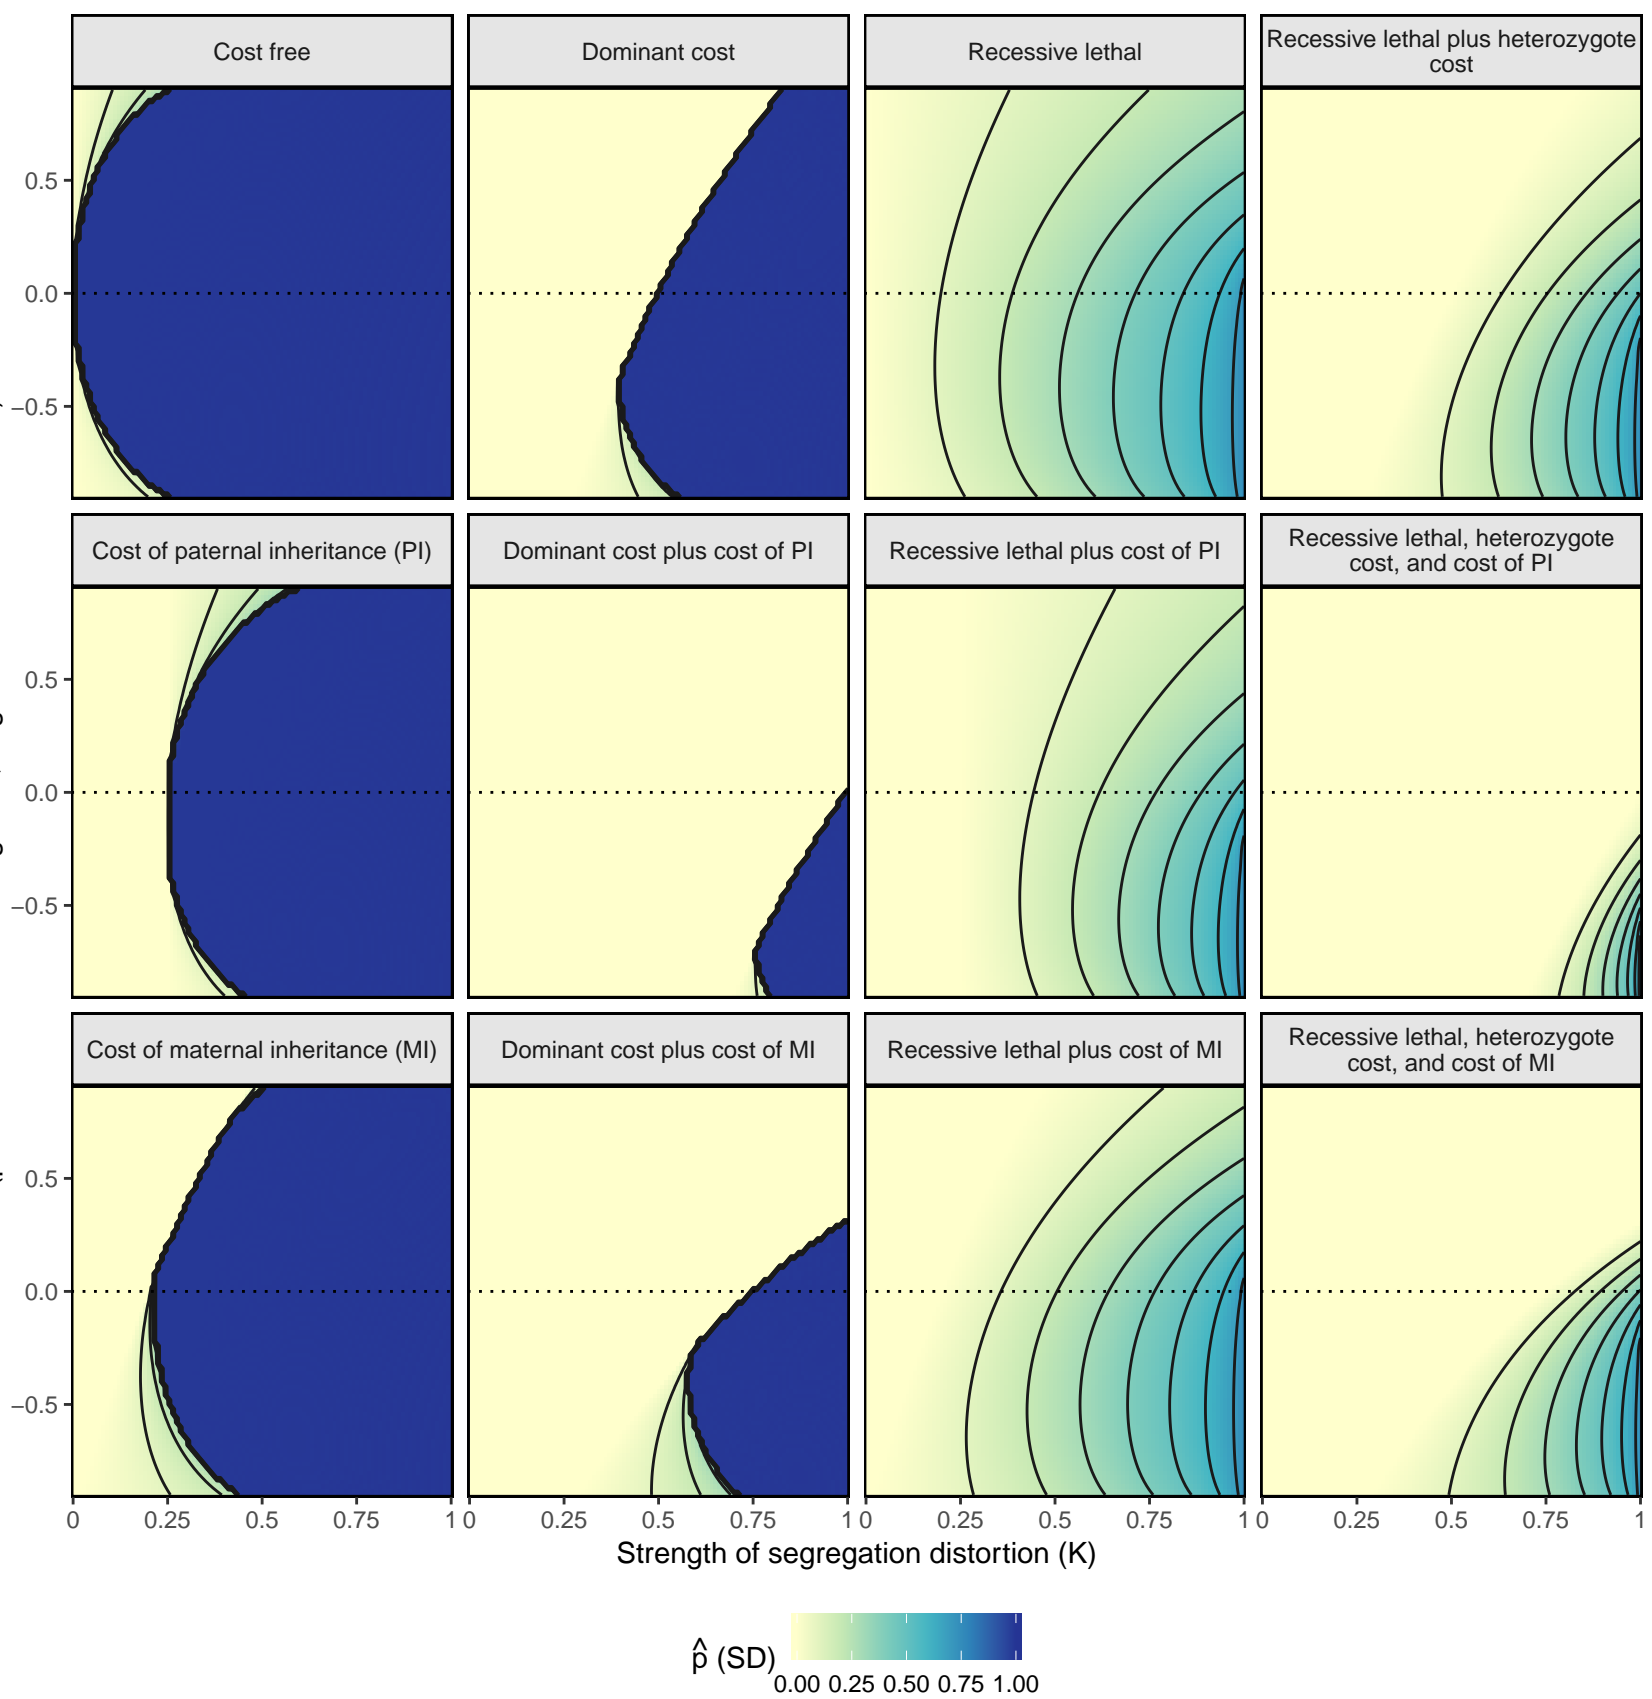 Cost free
Dominant cost
Recessive lethal
Recessive lethal plus heterozygote
cost
0.5
0.0
−0.5
Cost of paternal inheritance (PI)
Dominant cost plus cost of PI
Recessive lethal plus cost of PI
Recessive lethal, heterozygote
cost, and cost of PI
0.5
0.0
−0.5
Cost of maternal inheritance (MI)
Dominant cost plus cost of MI
Recessive lethal plus cost of MI
Recessive lethal, heterozygote
cost, and cost of MI
0.5
0.0
−0.5
0 0.25 0.5 0.75 1
0 0.25 0.5 0.75 1
0 0.25 0.5 0.75 1
0 0.25 0.5 0.75 1
Strength of segregation distortion (K)
p̂ (SD)
0.00 0.25 0.50 0.75 1.00